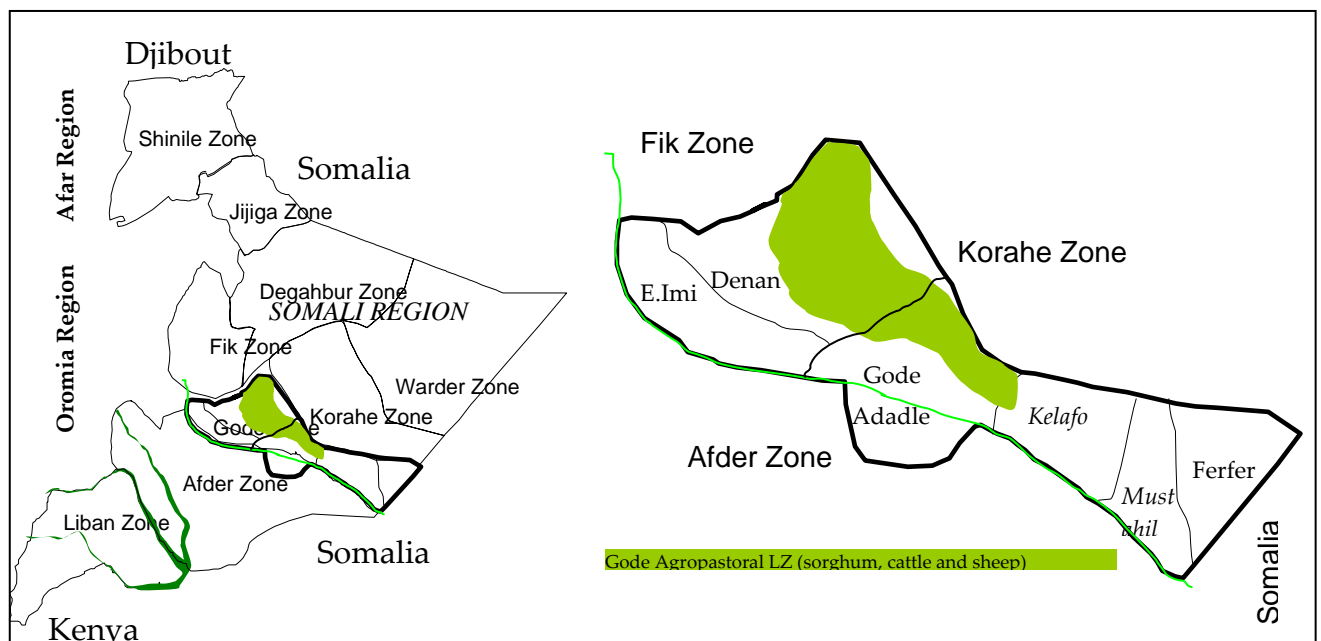 Djibout
Afar Region
Shinile Zone
Somalia
Jijiga Zone
Oromia Region
Degahbur Zone
SOMALI REGION
Fik Zone
Warder Zone
Korahe Zone
Afder Zone
Liban Zone
Somalia
Kenya
Fik Zone
Korahe Zone
Denan
E.Imi
Gode
Adadle
Kelafo
Afder Zone
Ferfer
Must
ahil
Somalia
Gode Agropastoral LZ (sorghum, cattle and sheep)